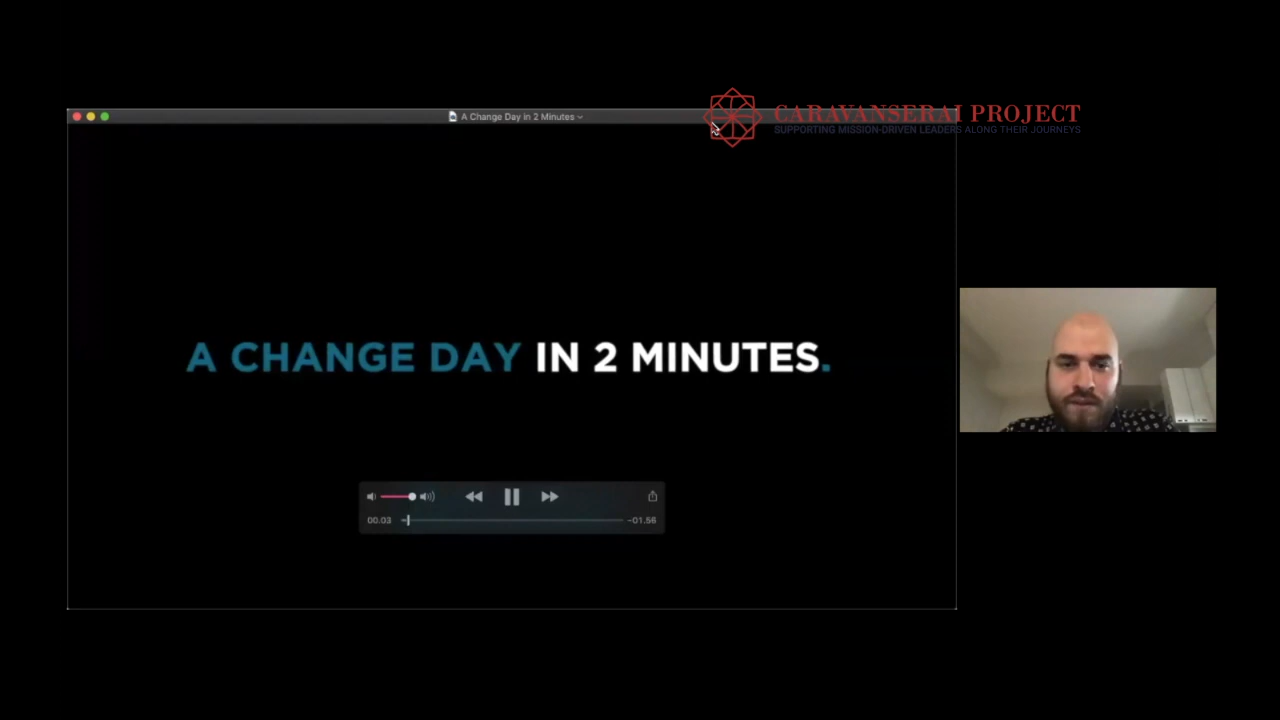 A Change Day in 2 Minutes
CARAVANSERAI PROJECT
SUPPORTING MISSION-DRIVEN LEADERS ALONG THEIR JOURNEYS
A CHANGE DAY IN 2 MINUTES.
00:03
-01:56